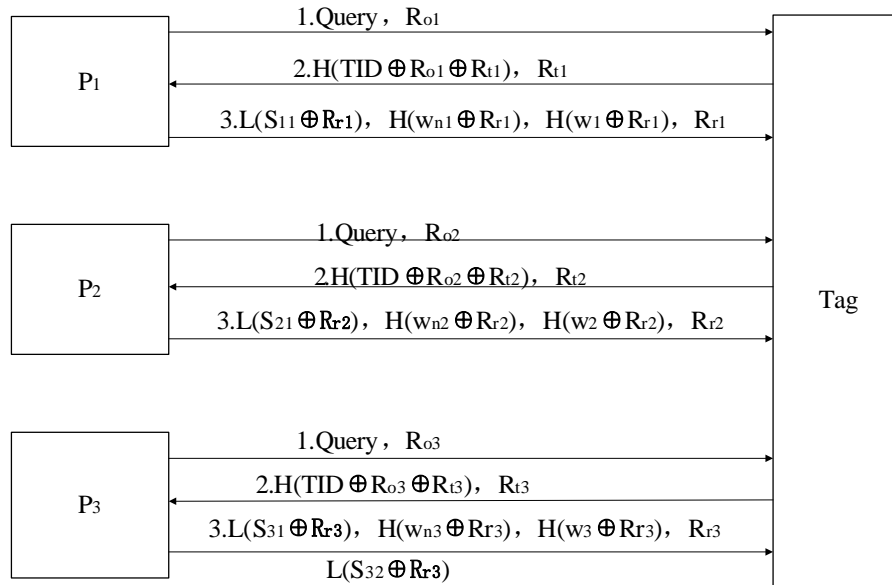 1.Query，Ro1
P1
2.H(TID⊕Ro1⊕Rt1)，Rt1
3.L(S11⊕Rr1)，H(wn1⊕Rr1)，H(w1⊕Rr1)，Rr1
1.Query，Ro2
P2
2.H(TID⊕Ro2⊕Rt2)，Rt2
Tag
3.L(S21⊕Rr2)，H(wn2⊕Rr2)，H(w2⊕Rr2)，Rr2
1.Query，Ro3
2.H(TID⊕Ro3⊕Rt3)，Rt3
P3
3.L(S31⊕Rr3)，H(wn3⊕Rr3)，H(w3⊕Rr3)，Rr3
L(S32⊕Rr3)